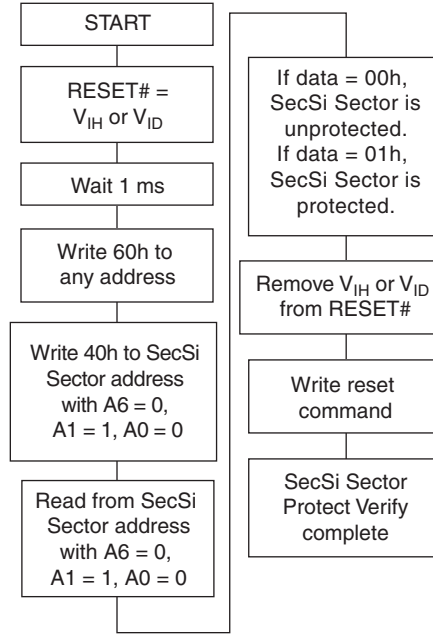 START
RESET# =
VIH or VID
Wait 1 ms
Write 60h to
any address
Write 40h to SecSi
Sector address
with A6 = 0,
A1 = 1, A0 = 0
Read from SecSi
Sector address
with A6 = 0,
A1 = 1, A0 = 0
If data = 00h,
SecSi Sector is
unprotected.
If data = 01h,
SecSi Sector is
protected.
Remove VIH or VID
from RESET#
Write reset
command
SecSi Sector
Protect Verify
complete